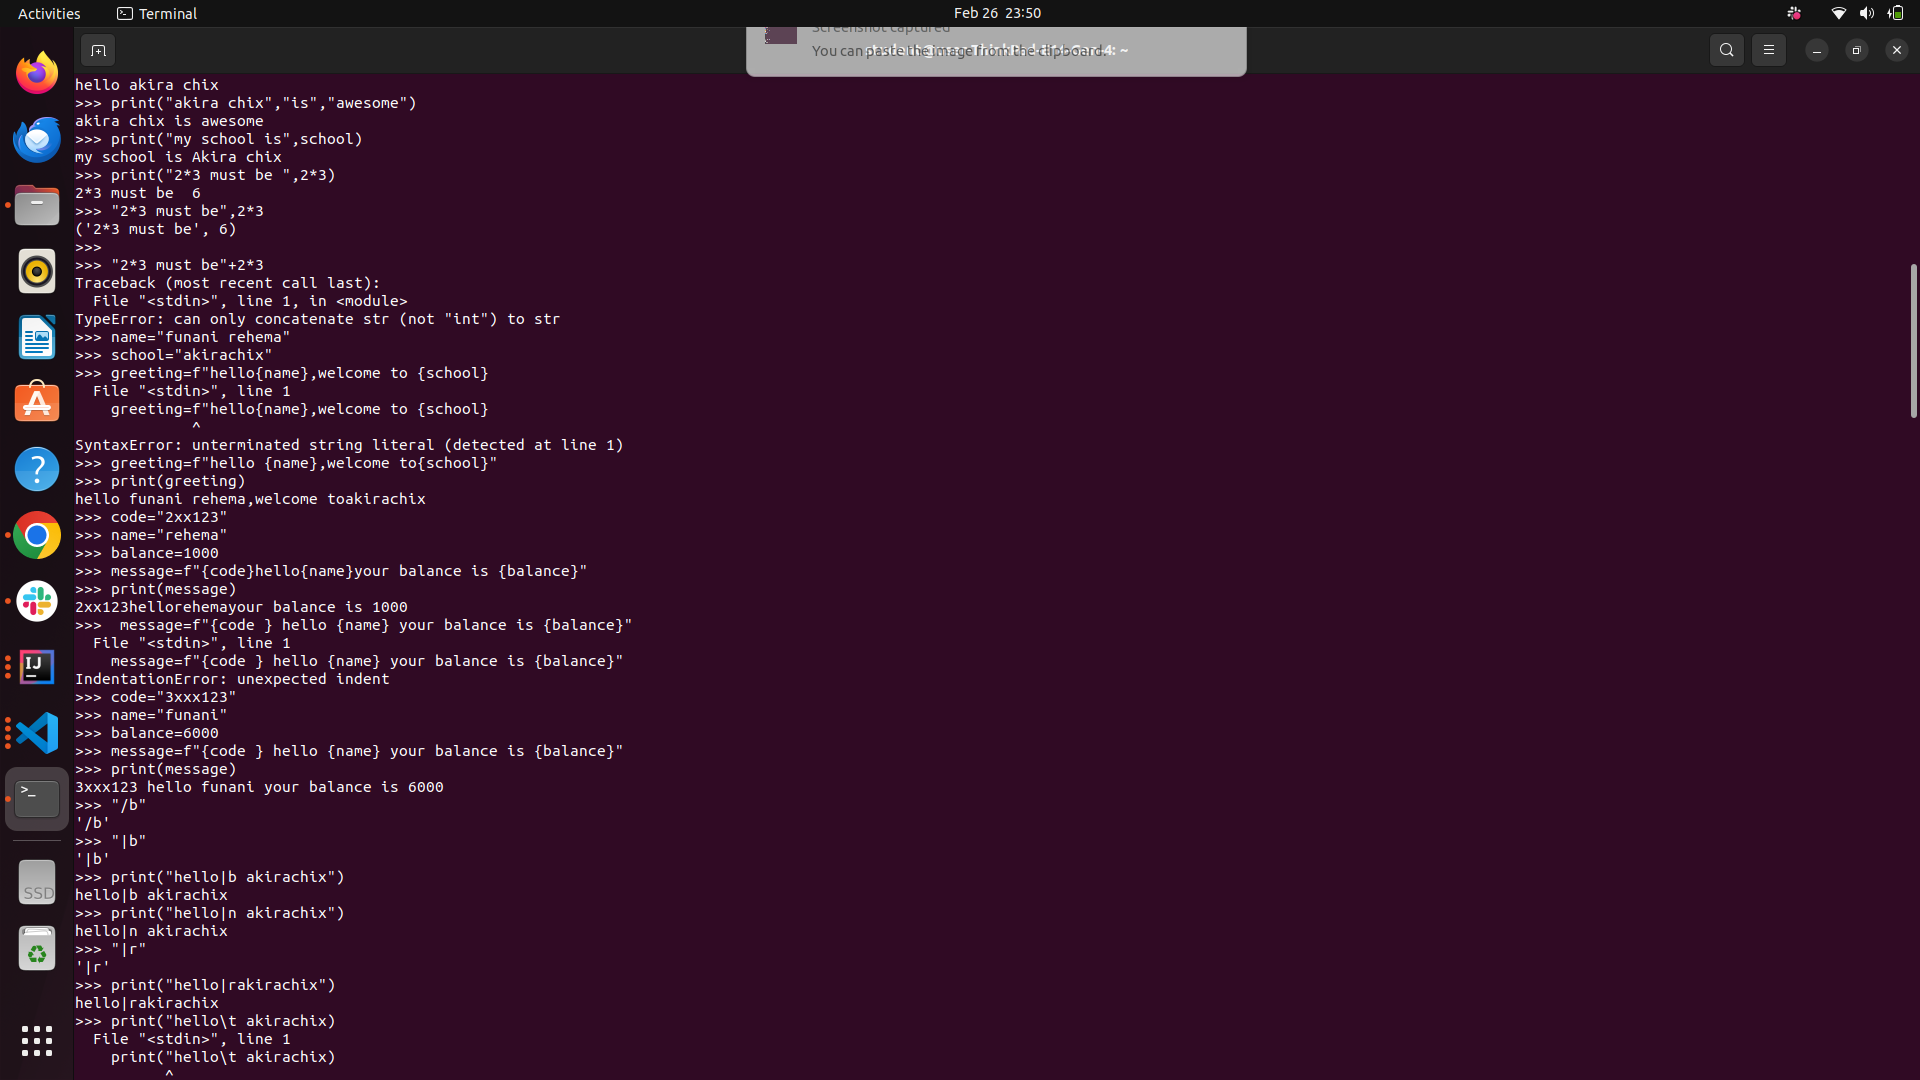 Activities
Terminal
Feb 26 23:50
Screenshot captured
You can paste the image from the clipboard.
hello akira chix
>>> print("akira chix","is","awesome")
akira chix is awesome
>>> print("my school is",school)
my school is Akira chix
>>> print("2*3 must be ",2*3)
2*3 must be  6
>>> "2*3 must be",2*3
('2*3 must be', 6)
>>>
>>> "2*3 must be"+2*3
Traceback (most recent call last):
  File "<stdin>", line 1, in <module>
TypeError: can only concatenate str (not "int") to str
>>> name="funani rehema"
>>> school="akirachix"
>>> greeting=f"hello{name},welcome to {school}
  File "<stdin>", line 1
    greeting=f"hello{name},welcome to {school}
             ^
SyntaxError: unterminated string literal (detected at line 1)
>>> greeting=f"hello {name},welcome to{school}"
>>> print(greeting)
hello funani rehema,welcome toakirachix
>>> code="2xx123"
>>> name="rehema"
>>> balance=1000
>>> message=f"{code}hello{name}your balance is {balance}"
>>> print(message)
2xx123hellorehemayour balance is 1000
>>>  message=f"{code } hello {name} your balance is {balance}"
  File "<stdin>", line 1
    message=f"{code } hello {name} your balance is {balance}"
IndentationError: unexpected indent
>>> code="3xxx123"
>>> name="funani"
>>> balance=6000
>>> message=f"{code } hello {name} your balance is {balance}"
>>> print(message)
3xxx123 hello funani your balance is 6000
>>> "/b"
'/b'
>>> "|b"
'|b'
>>> print("hello|b akirachix")
hello|b akirachix
>>> print("hello|n akirachix")
hello|n akirachix
>>> "|r"
'|r'
>>> print("hello|rakirachix")
hello|rakirachix
>>> print("hello\t akirachix)
  File "<stdin>", line 1
    print("hello\t akirachix)
          ^
IJ
SSD